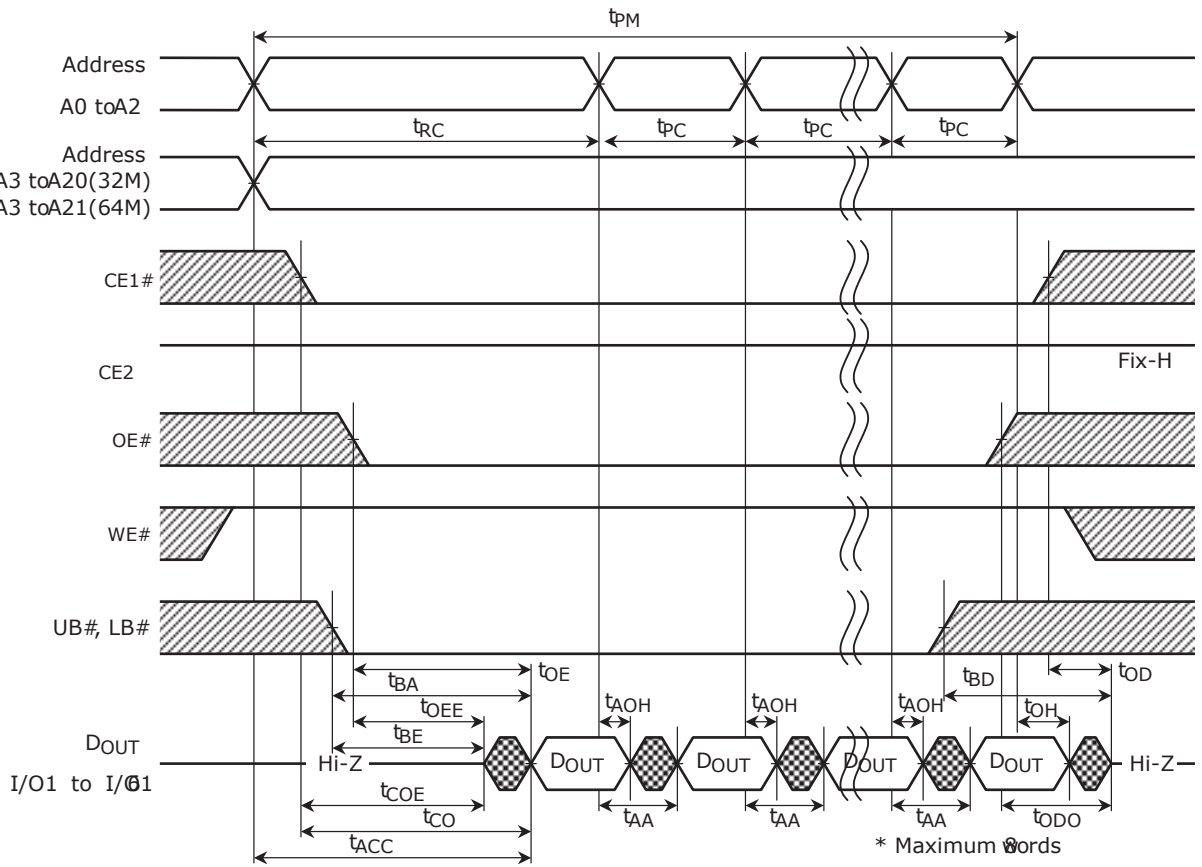 tPM
Address
A0 toA2
tRC tPC tPC tPC
Address
A3 toA20(32M)
A3 toA21(64M)
CE1#
CE2
Fix-H
OE#
WE#
UB#, LB#
tOE tOD
tBA tBD
tOEE tAOH tAOH tAOH tOH
tBE
DOUT
Hi-Z DOUT DOUT DOUT DOUT Hi-Z
I/O1 to
tCOE
tAA tAA tAA tODO
tCO
tACC
* Maximum